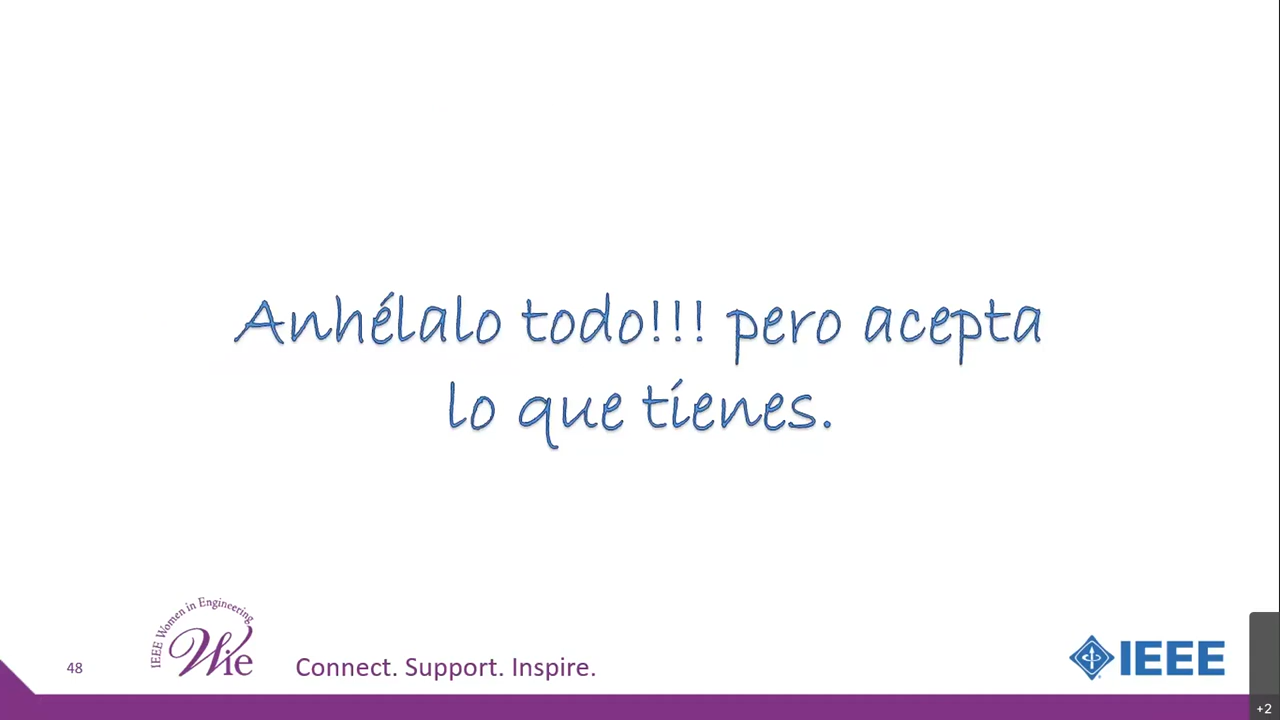 Anhélalo todo!!! pero acepta
lo que tienes.
48
IEEE Women in Engineering
Wie
Connect. Support. Inspire.
IEEE
+2